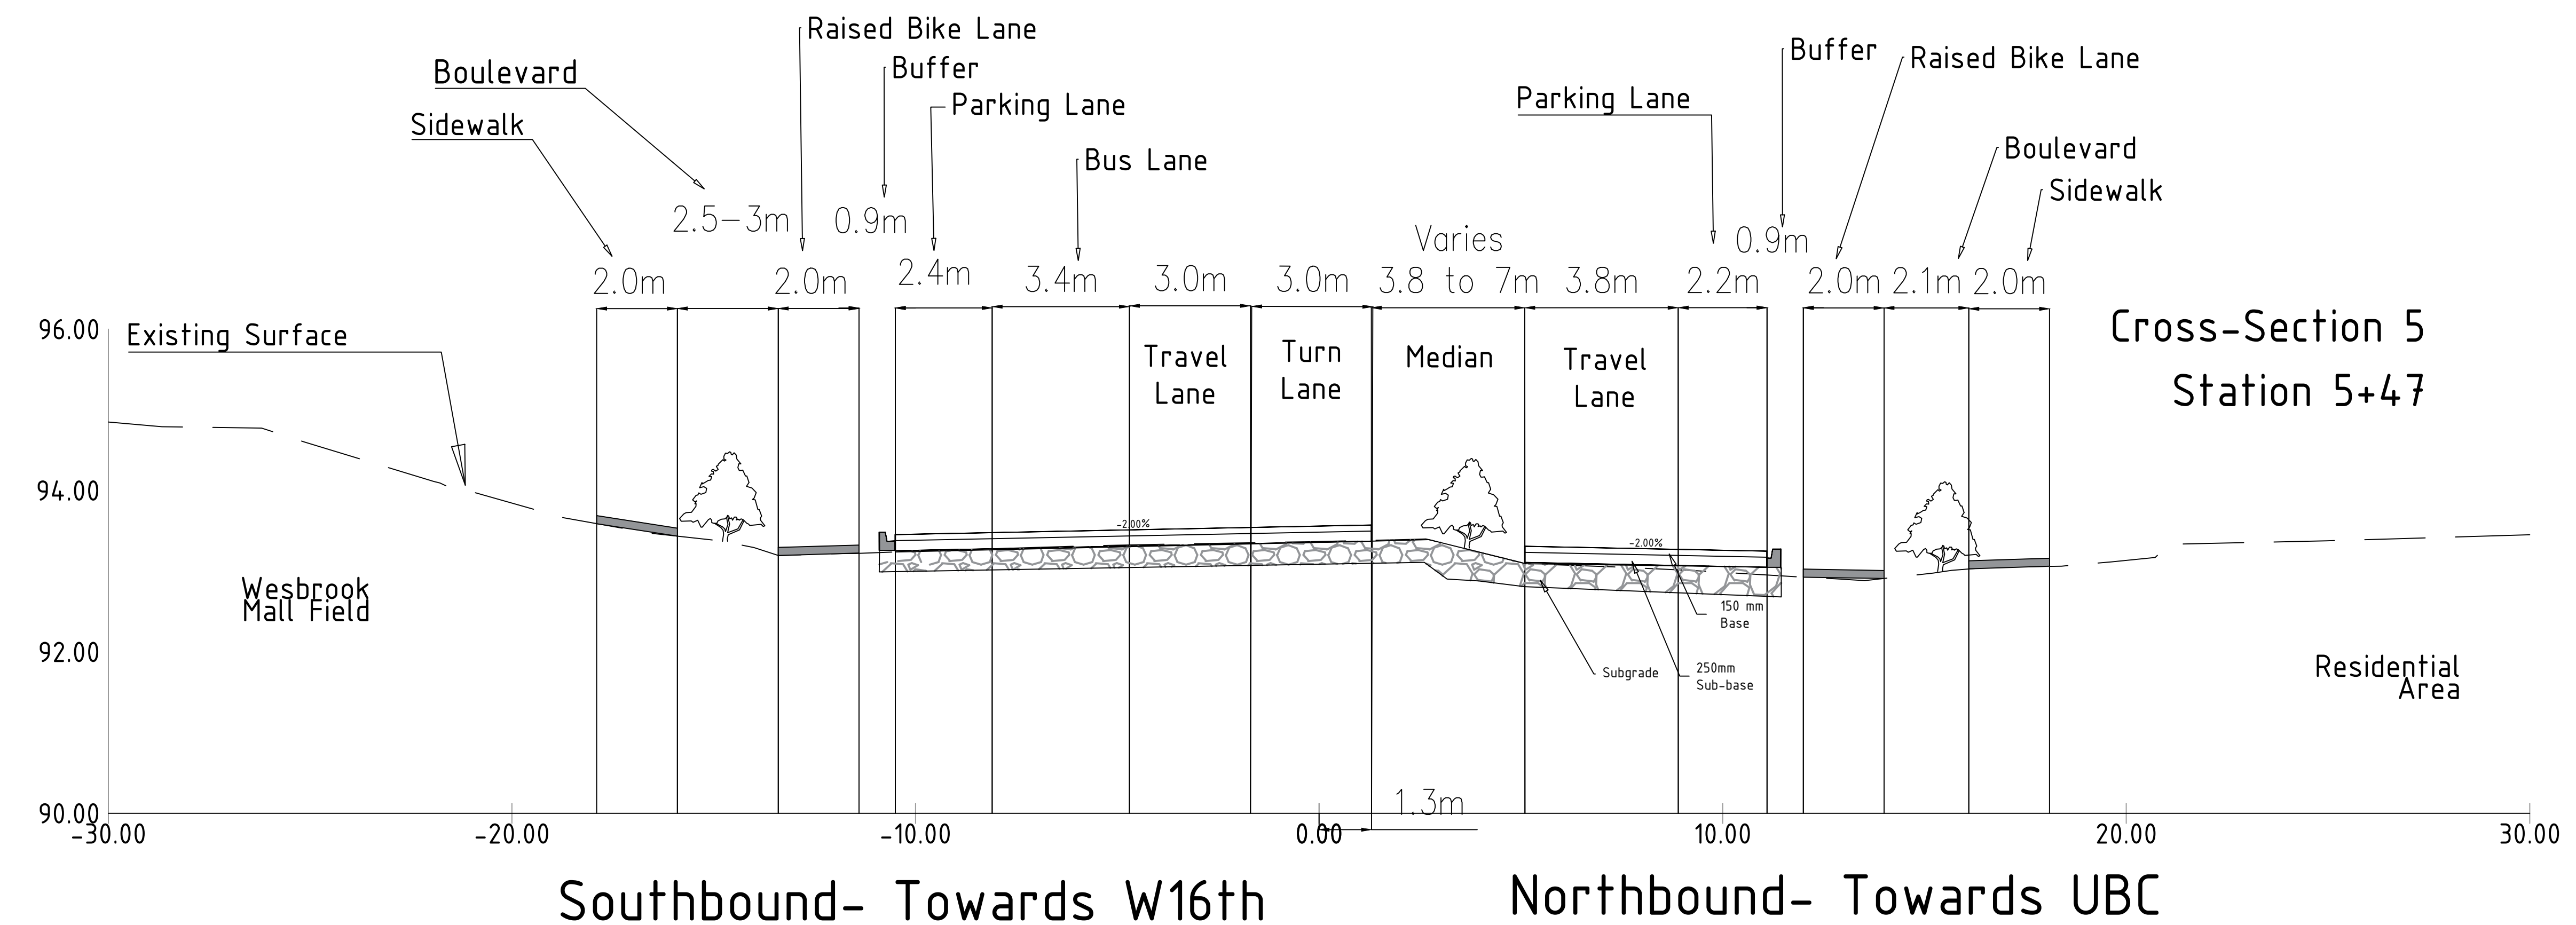 Raised Bike Lane
Buffer
Boulevard
Parking Lane
Sidewalk
Bus Lane
Buffer
Raised Bike Lane
Parking Lane
Boulevard
Sidewalk
2.5-3m
0.9m
Varies
0.9m
2.0m
2.0m
2.4m
3.4m
3.0m
3.0m
3.8 to 7m
3.8m
2.2m
2.0m
2.1m
2.0m
96.00
Existing Surface
Travel
Lane
Turn
Lane
Median
Travel
Lane
Cross-Section 5
Station 5+47
94.00
-2.00%
-2.00%
Wesbrook
Mall Field
150 mm
Base
92.00
Subgrade
250mm
Sub-base
Residential
Area
1.3m
90.00
-30.00
-20.00
-10.00
0.00
10.00
20.00
30.00
Southbound- Towards W16th
Northbound- Towards UBC